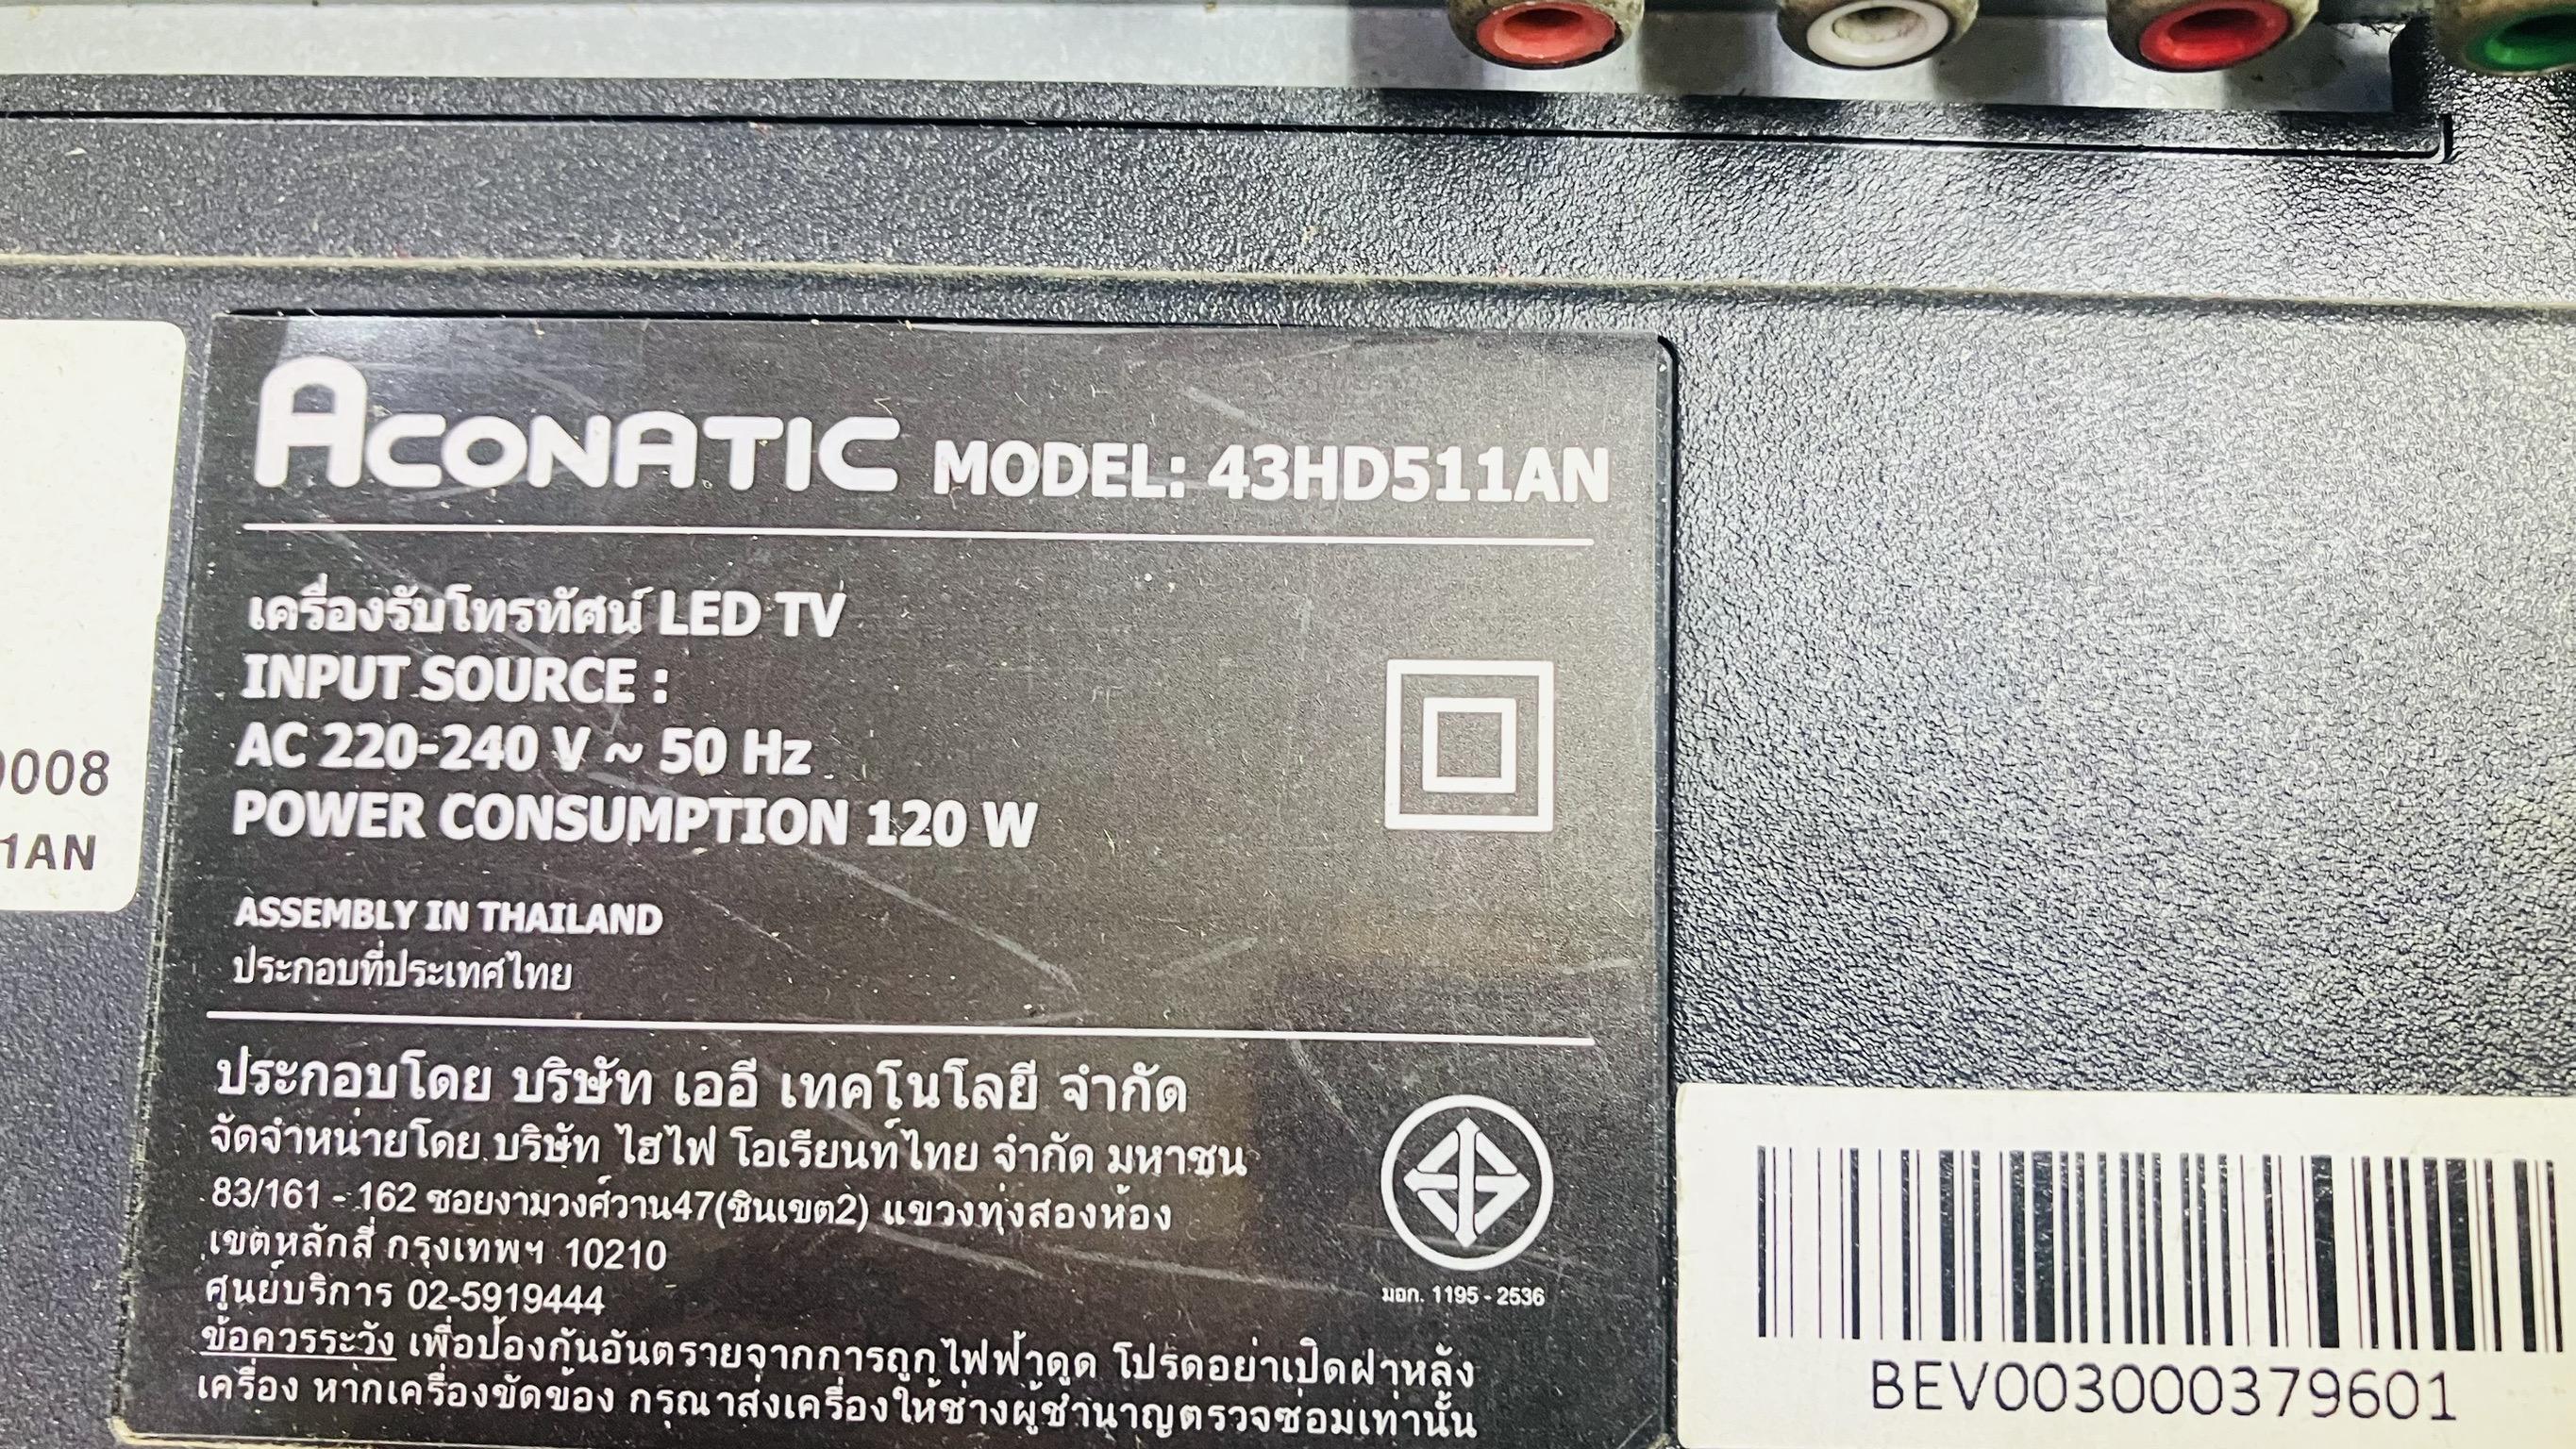 ACONATIC MODEL: 43HD511AN
เครื่องรับโทรทัศน์ LED TV
INPUT SOURCE :
AC 220-240 V ~ 50 Hz
POWER CONSUMPTION 120 W
ASSEMBLY IN THAILAND
ประกอบที่ประเทศไทย
ประกอบโดย บริษัท เออี เทคโนโลยี จำกัด
จัดจำหน่ายโดย บริษัท ไฮไฟ โอเรียนท์ไทย จำกัด มหาชน
83/161 - 162 ซอยงามวงศ์วาน47(ชินเขต2) แขวงทุ่งสองห้อง
เขตหลักสี่ กรุงเทพฯ 10210
ศูนย์บริการ 02-5919444
ข้อควรระวัง เพื่อป้องกันอันตรายจากการถูกไฟฟ้าดูด โปรดอย่าเปิดฝาหลัง
เครื่อง หากเครื่องขัดข้อง กรุณาส่งเครื่องให้ช่างผู้ชำนาญตรวจซ่อมเท่านั้น
มอก. 1195 - 2536
008
1AN
BEV003000379601